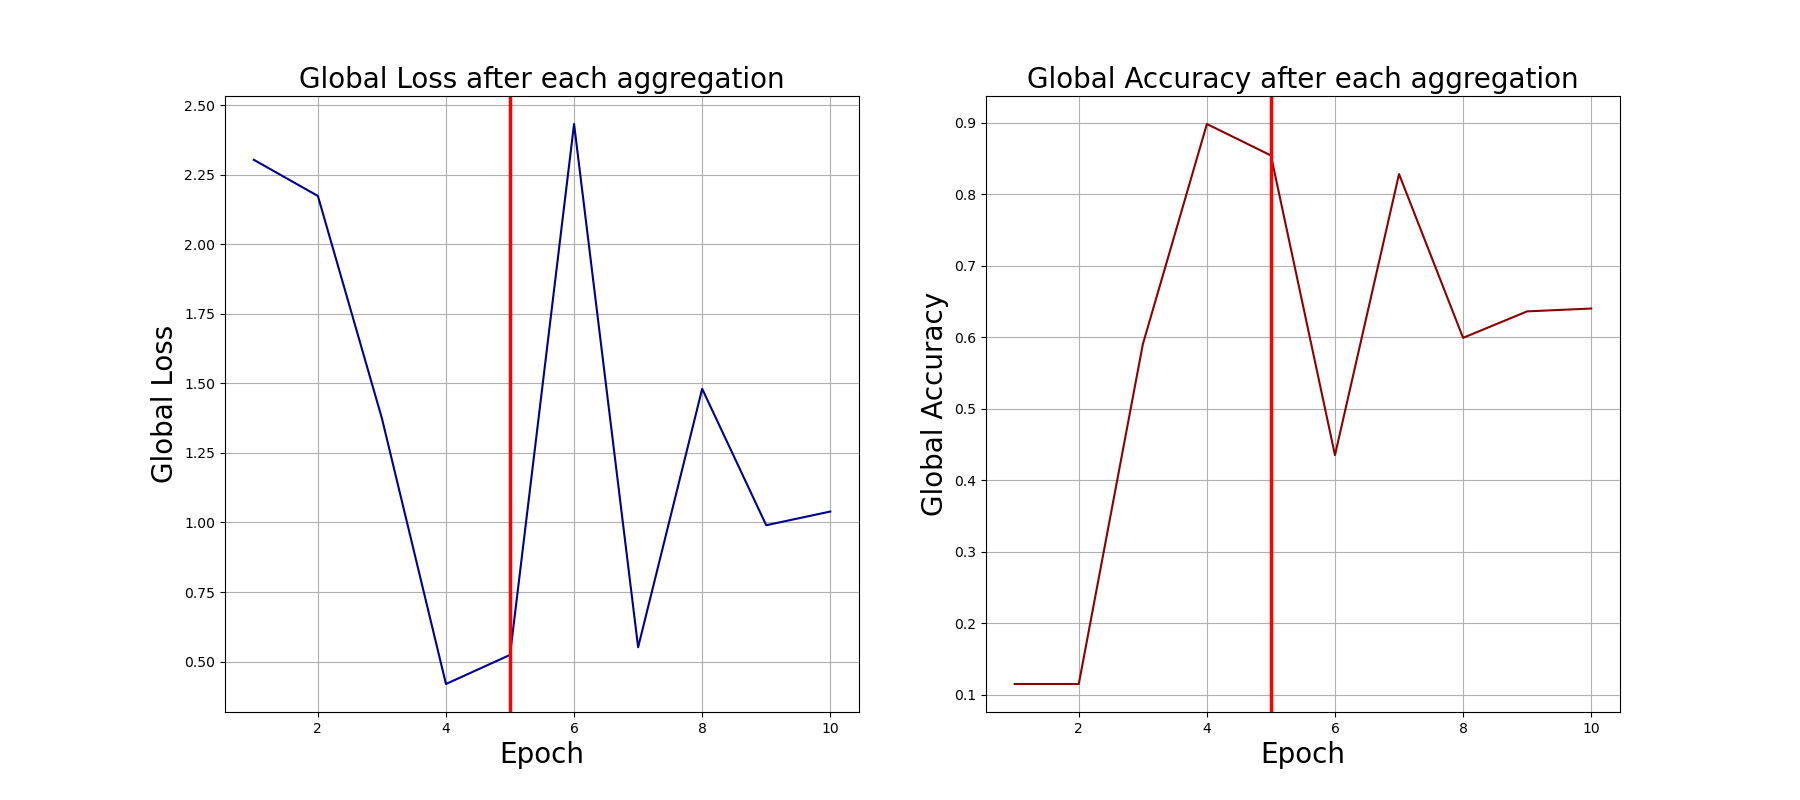 Global Loss after each aggregation
Global Loss
2.50
2.25
2.00
1.75
1.50
1.25
1.00
0.75
0.50
2 4 6 8 10
Epoch
Global Accuracy after each aggregation
Global Accuracy
0.9
0.8
0.7
0.6
0.5
0.4
0.3
0.2
0.1
2 4 6 8 10
Epoch